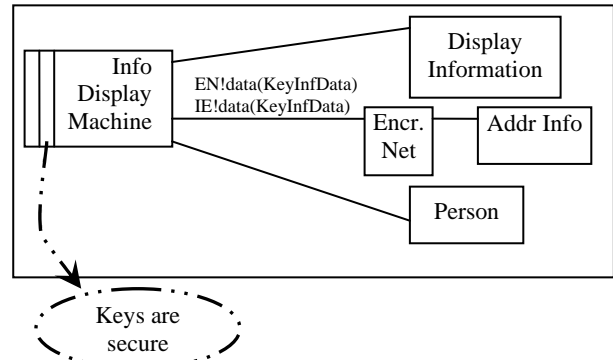 Info
Display
Machine
Display
Information
EN!data(KeyInfData)
IE!data(KeyInfData)
Encr.
Net
Addr Info
Person
Keys are
secure